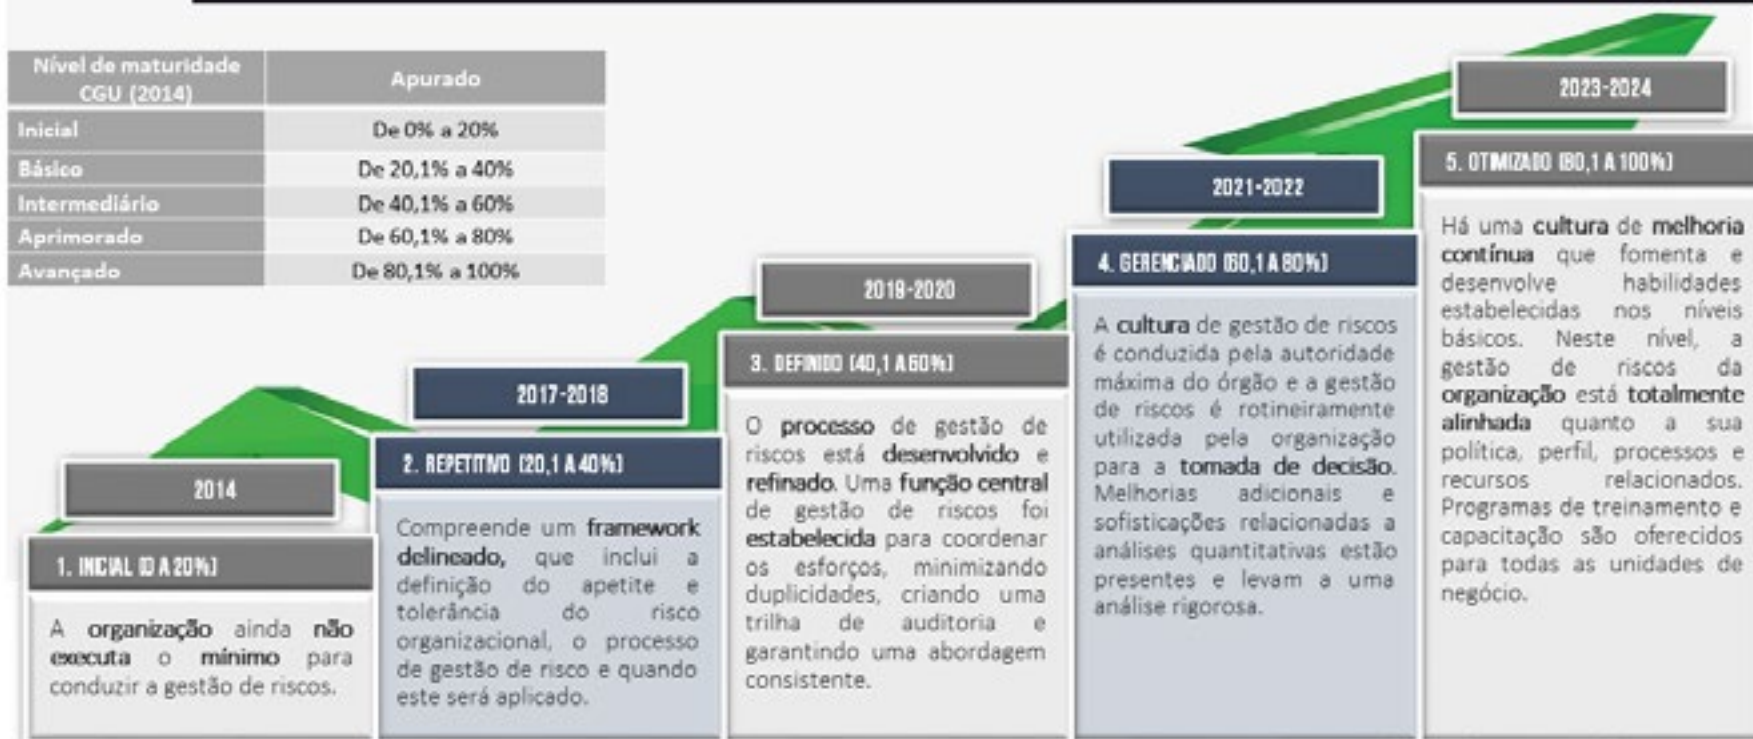 Nível de maturidade
CGU (2014)
Apurado
Inicial
De 0% a 20%
Básico
De 20,1% a 40%
Intermediário
De 40,1% a 60%
Aprimorado
De 60,1% a 80%
Avançado
De 80,1% a 100%
2014
1. INICIAL (0 A 20%)
A organização ainda não
executa o mínimo para
conduzir a gestão de riscos.
2017-2018
2. REPETITIVO (20,1 A 40%)
Compreende um framework
delineado, que inclui a
definição do apetite e
tolerância do risco
organizacional, o processo
de gestão de risco e quando
este será aplicado.
2019-2020
3. DEFINIDO (40,1 A 60%)
O processo de gestão de
riscos está desenvolvido e
refinado. Uma função central
de gestão de riscos foi
estabelecida para coordenar
os esforços, minimizando
duplicidades, criando uma
trilha de auditoria e
garantindo uma abordagem
consistente.
2021-2022
4. GERENCIADO (60,1 A 80%)
A cultura de gestão de riscos
é conduzida pela autoridade
máxima do órgão e a gestão
de riscos é rotineiramente
utilizada pela organização
para a tomada de decisão.
Melhorias adicionais e
sofisticações relacionadas a
análises quantitativas estão
presentes e levam a uma
análise rigorosa.
2023-2024
5. OTIMIZADO (80,1 A 100%)
Há uma cultura de melhoria
contínua que fomenta e
desenvolve habilidades
estabelecidas nos níveis
básicos. Neste nível, a
gestão de riscos da
organização está totalmente
alinhada quanto a sua
política, perfil, processos e
recursos relacionados.
Programas de treinamento e
capacitação são oferecidos
para todas as unidades de
negócio.